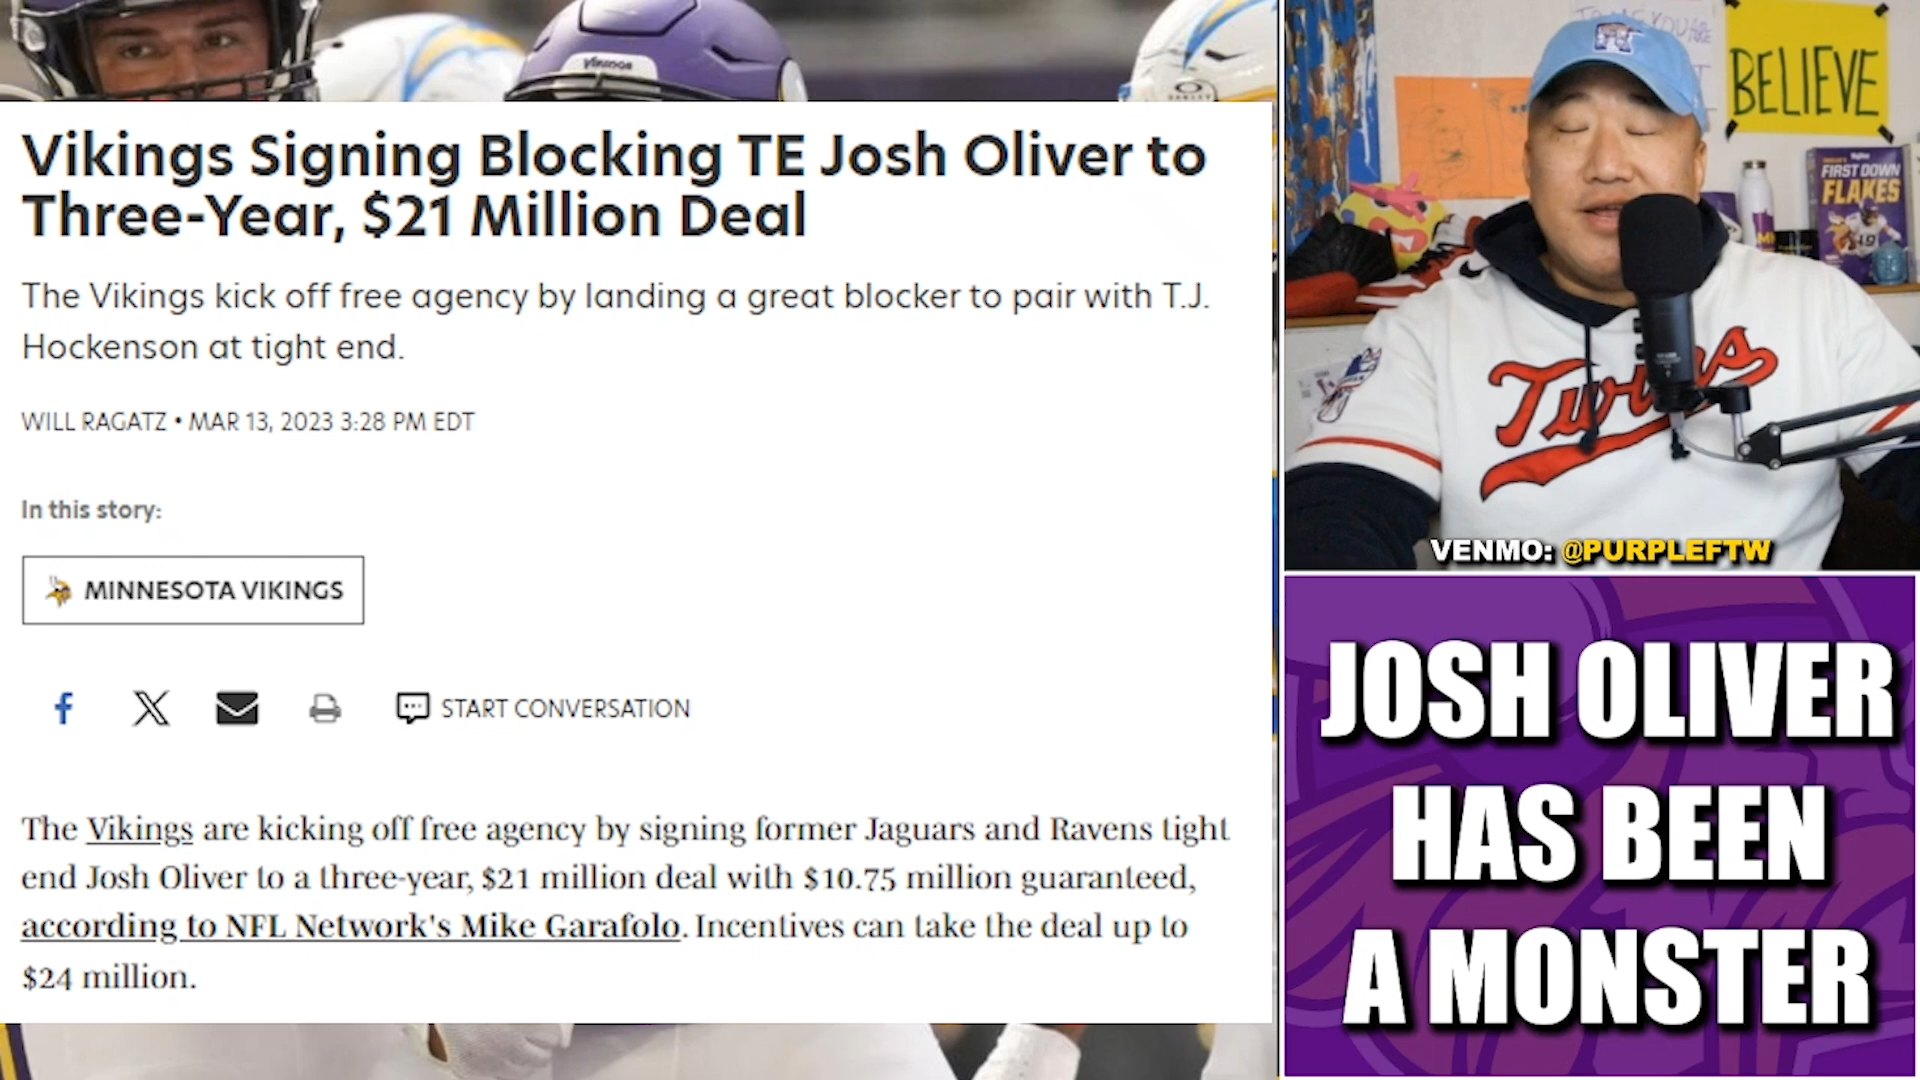 Vikings
OAKLEY
Vikings Signing Blocking TE Josh Oliver to
Three-Year, $21 Million Deal
The Vikings kick off free agency by landing a great blocker to pair with T.J.
Hockenson at tight end.
WILL RAGATZ • MAR 13, 2023 3:28 PM EDT
In this story:
MINNESOTA VIKINGS
START CONVERSATION
The Vikings are kicking off free agency by signing former Jaguars and Ravens tight
end Josh Oliver to a three-year, $21 million deal with $10.75 million guaranteed,
according to NFL Network's Mike Garafolo. Incentives can take the deal up to
$24 million.
BELIEVE
FIRST DOWN
FLAKES
19
Twins
VENMO: @PURPLEFTW
JOSH OLIVER
HAS BEEN
A MONSTER